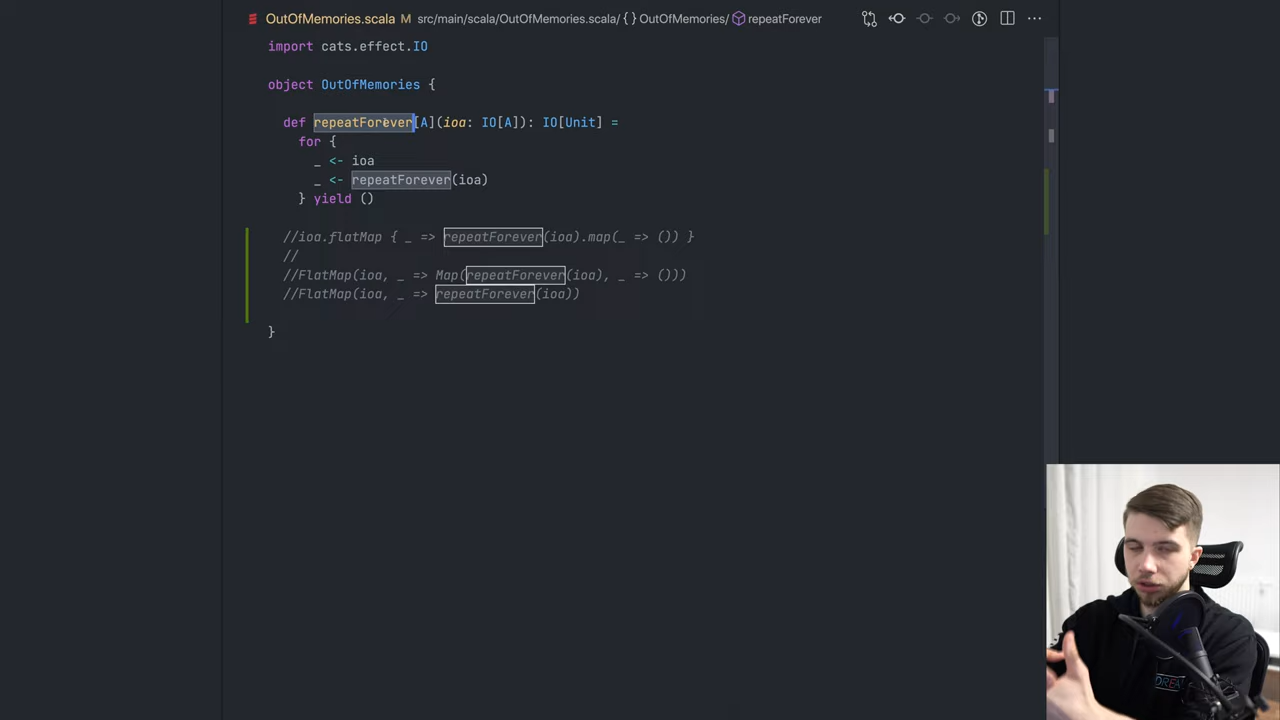 OutOfMemories.scala M src/main/scala/OutOfMemories.scala/ {} OutOfMemories/ repeatForever ···
import cats.effect.IO
object OutOfMemories {
def repeatForever[A](ioa: IO[A]): IO[Unit] =
for {
_ <- ioa
_ <- repeatForever(ioa)
} yield ()
//ioa.flatMap { _ => repeatForever(ioa).map(_ => ()) }
//
//FlatMap(ioa, _ => Map(repeatForever(ioa), _ => ()))
//FlatMap(ioa, _ => repeatForever(ioa))
}